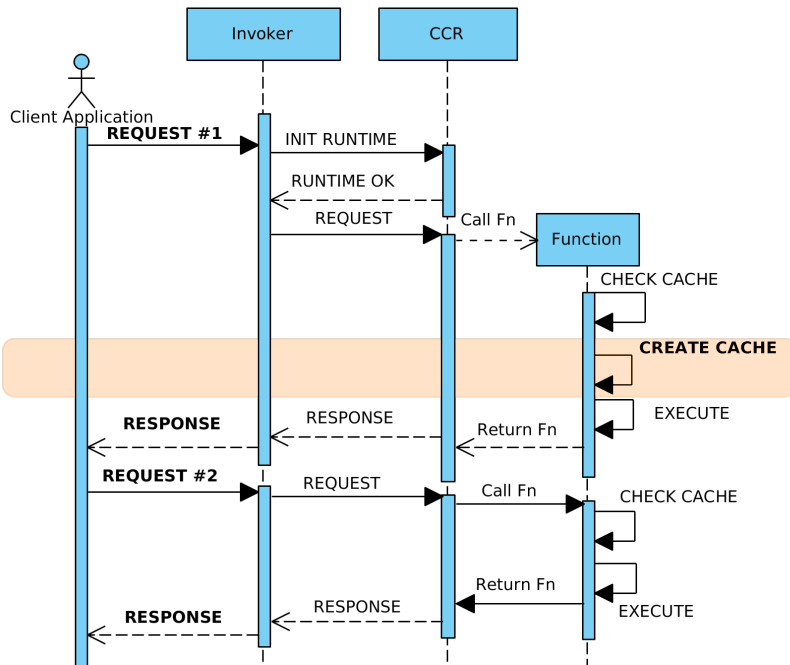 Invoker
CCR
Client Application
REQUEST #1
INIT RUNTIME
RUNTIME OK
REQUEST
Call Fn
Function
CHECK CACHE
CREATE CACHE
EXECUTE
RESPONSE
RESPONSE
Return Fn
REQUEST #2
REQUEST
Call Fn
CHECK CACHE
Return Fn
EXECUTE
RESPONSE
RESPONSE